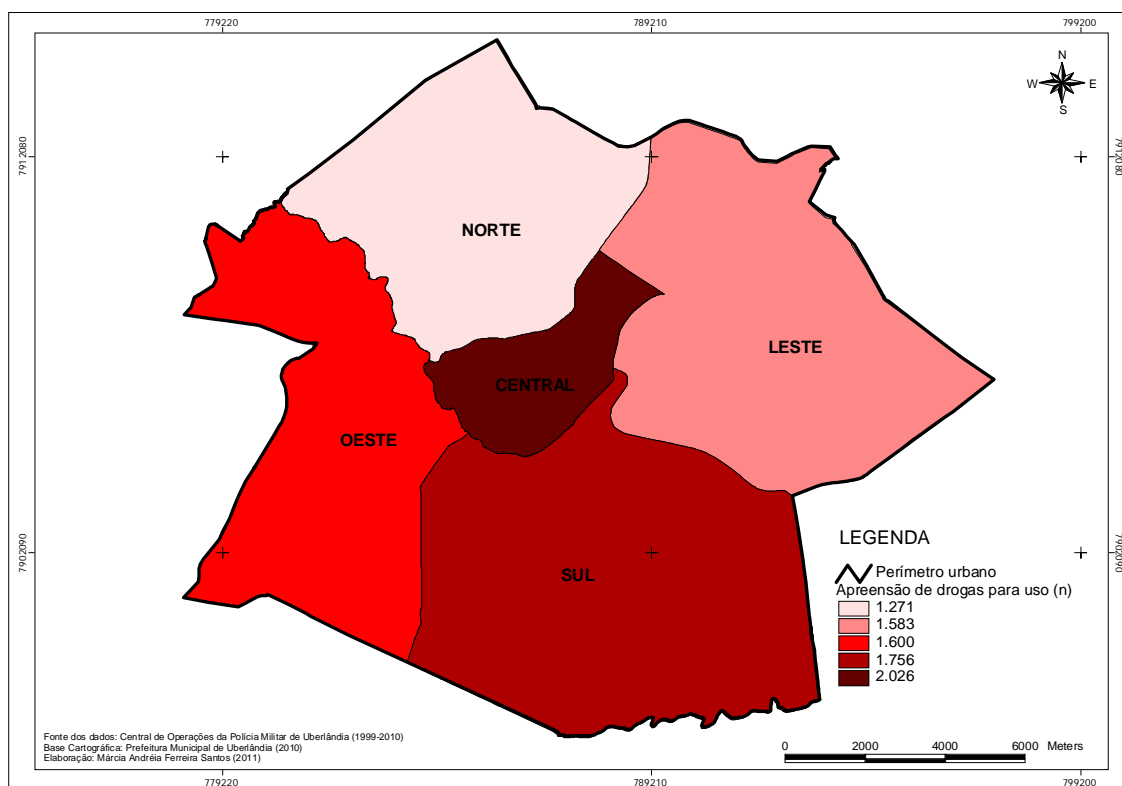 779220
789210
799200
N
W
E
S
7912080
7912080
NORTE
LESTE
CENTRAL
OESTE
SUL
7902090
7902090
LEGENDA
Perímetro urbano
Apreensão de drogas para uso (n)
1.271
1.583
1.600
1.756
2.026
Fonte dos dados: Central de Operações da Polícia Militar de Uberlândia (1999-2010)
Base Cartográfica: Prefeitura Municipal de Uberlândia (2010)
Elaboração: Márcia Andréia Ferreira Santos (2011)
0 2000 4000 6000 Meters
779220
789210
799200